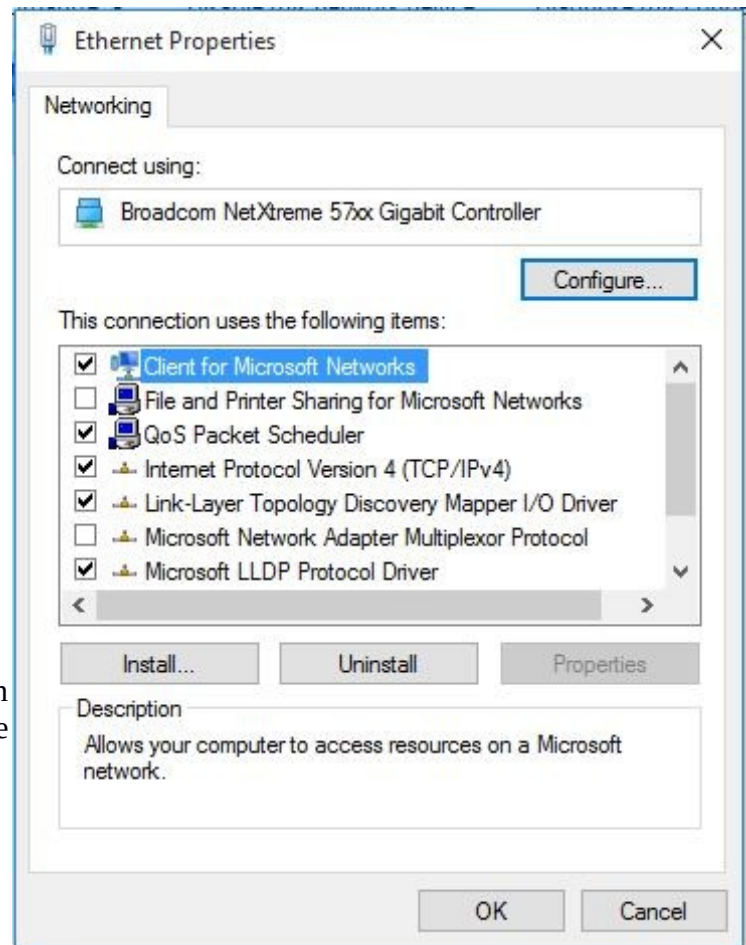 Ethernet Properties
Networking
Connect using:
Broadcom NetXtreme 57xx Gigabit Controller
Configure...
This connection uses the following items:
Client for Microsoft Networks
File and Printer Sharing for Microsoft Networks
QoS Packet Scheduler
Internet Protocol Version 4 (TCP/IPv4)
Link-Layer Topology Discovery Mapper I/O Driver
Microsoft Network Adapter Multiplexor Protocol
Microsoft LLDP Protocol Driver
Install... Uninstall Properties
Description
Allows your computer to access resources on a Microsoft
network.
OK Cancel